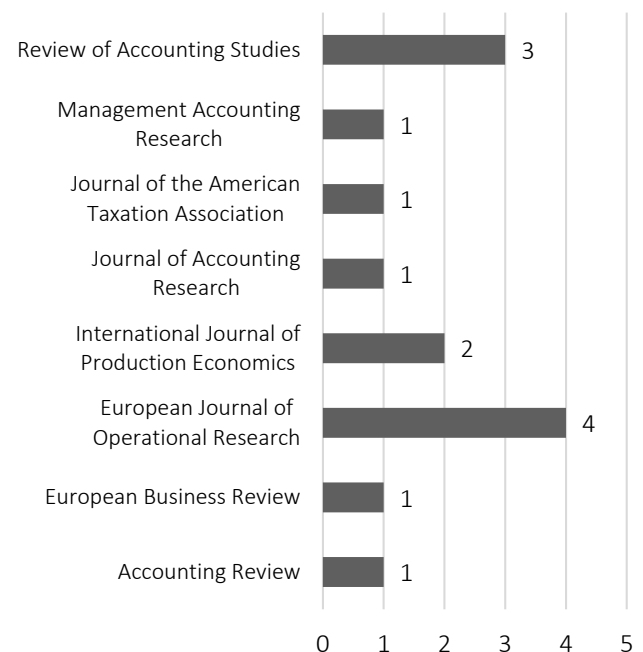 Review of Accounting Studies
3
Management Accounting
Research
1
Journal of the American
Taxation Association
1
Journal of Accounting
Research
1
International Journal of
Production Economics
2
European Journal of
Operational Research
4
European Business Review
1
Accounting Review
1
0 1 2 3 4 5